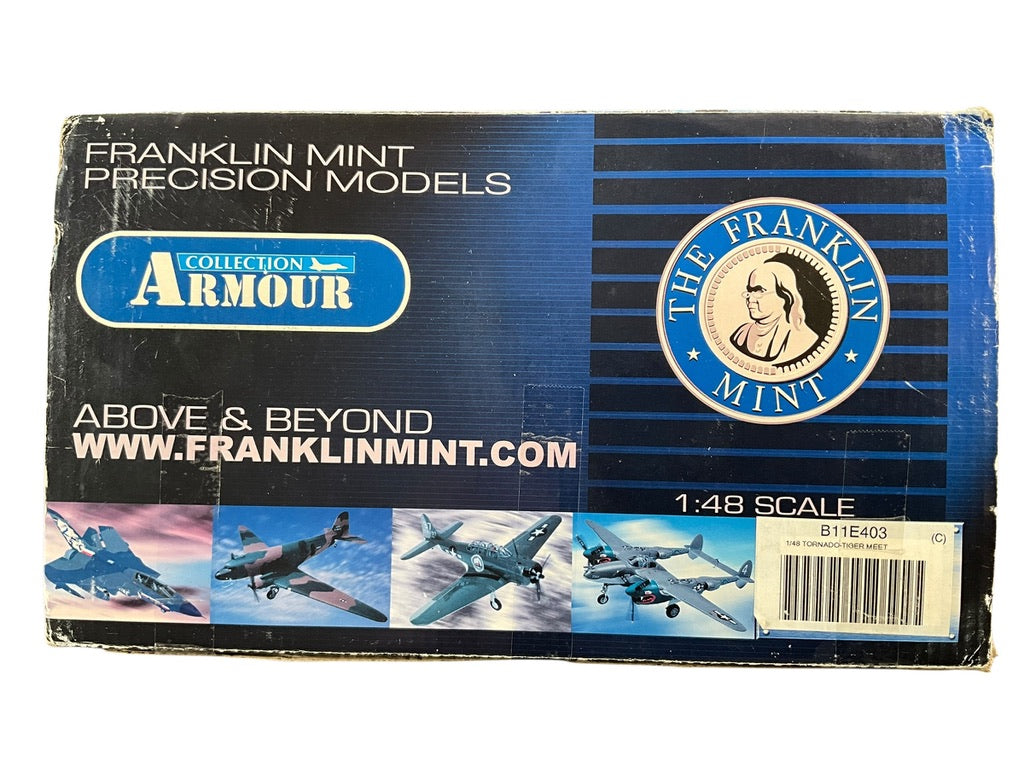 FRANKLIN MINT
PRECISION MODELS
COLLECTION
ARMOUR
THE FRANKLIN
MINT
ABOVE & BEYOND
WWW.FRANKLINMINT.COM
1:48 SCALE
B11E403
(C)
1/48 TORNADO-TIGER MEET
4